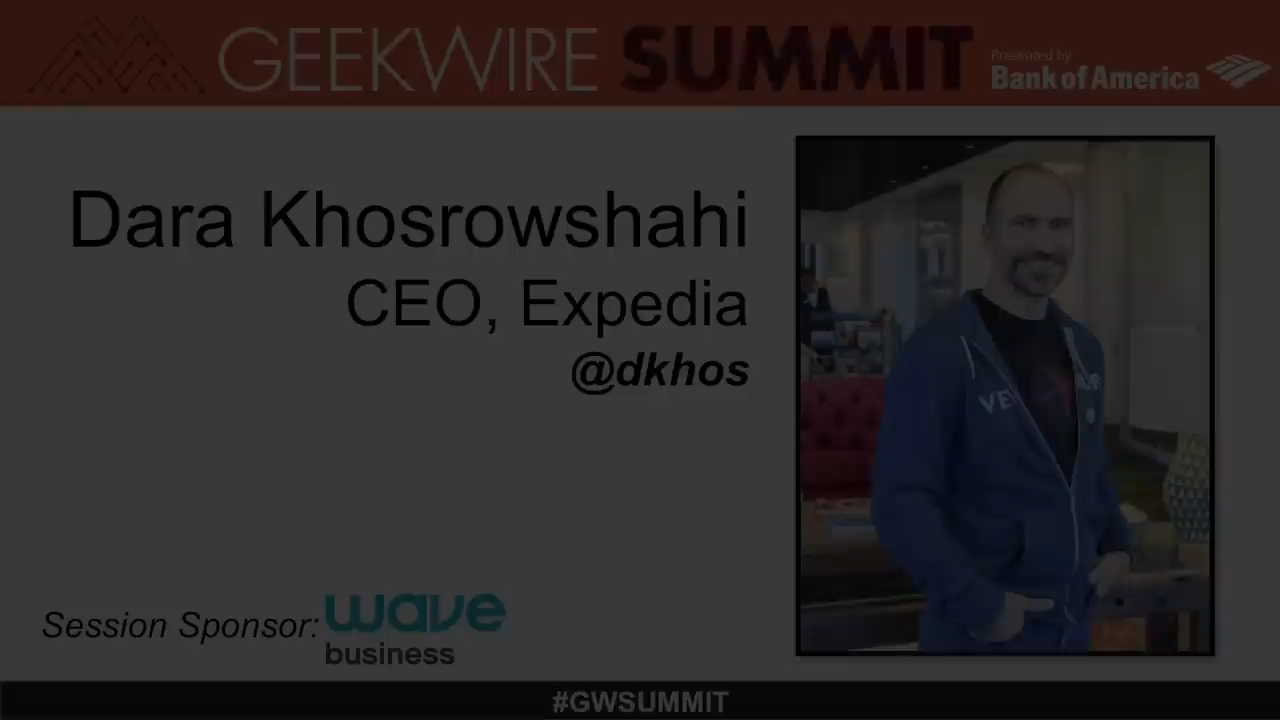 GEEKWIRE SUMMIT
Presented by
Bank of America
Dara Khosrowshahi
CEO, Expedia
@dkhos
Session Sponsor: wave
business
#GWSUMMIT